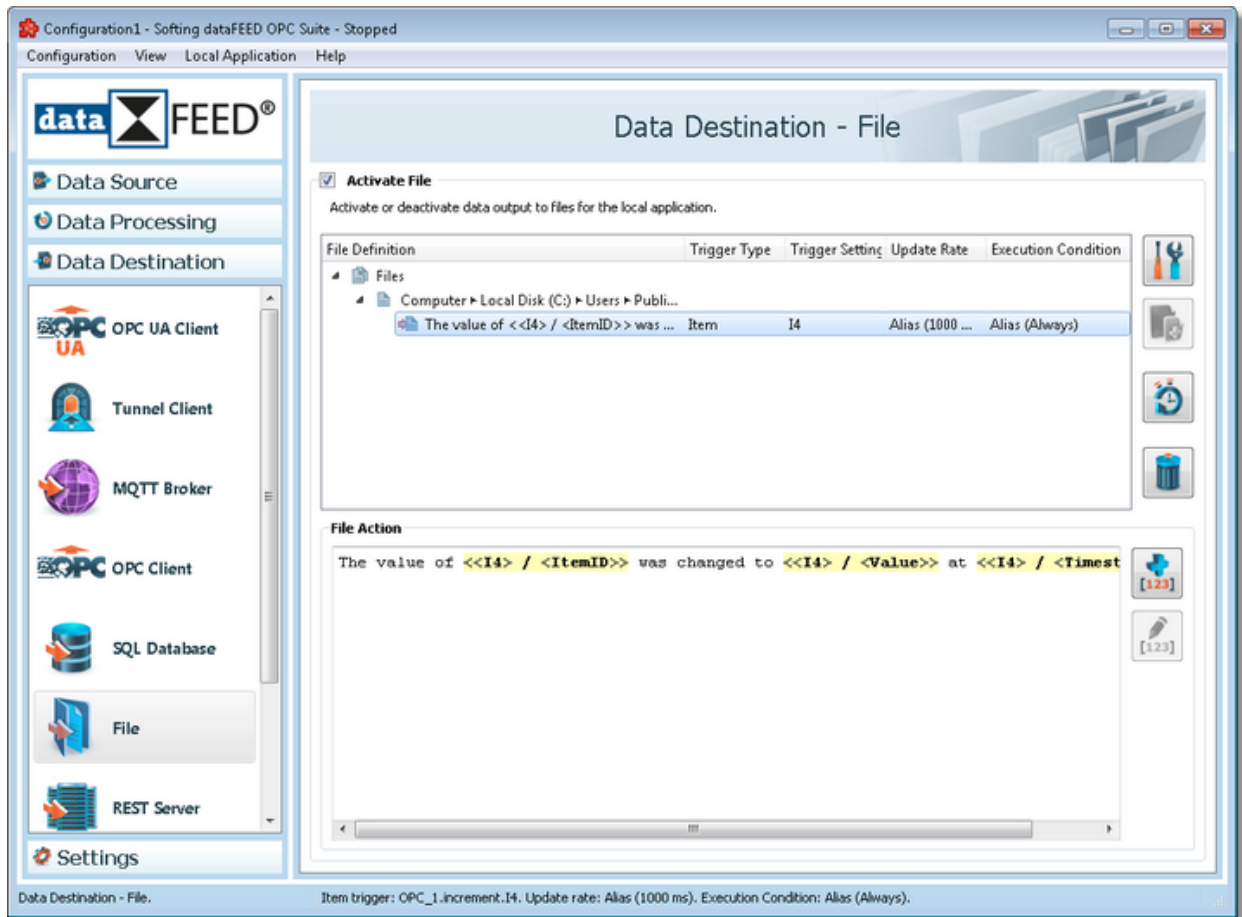 Configuration1 - Softing dataFEED OPC Suite - Stopped
Configuration View Local Application Help
data FEED®
Data Source
Data Processing
Data Destination
OPC UA Client
OPC
UA
Tunnel Client
MQTT Broker
OPC
OPC Client
SQL Database
File
REST Server
Settings
Data Destination - File
Activate File
Activate or deactivate data output to files for the local application.
File Definition Trigger Type Trigger Setting Update Rate Execution Condition
Files
Computer ▸ Local Disk (C:) ▸ Users ▸ Publi...
The value of <<I4> / <ItemID>> was ... Item I4 Alias (1000 ... Alias (Always)
File Action
The value of <<I4> / <ItemID>> was changed to <<I4> / <Value>> at <<I4> / <Timest
[123]
[123]
Data Destination - File. Item trigger: OPC_1.increment.I4. Update rate: Alias (1000 ms). Execution Condition: Alias (Always).